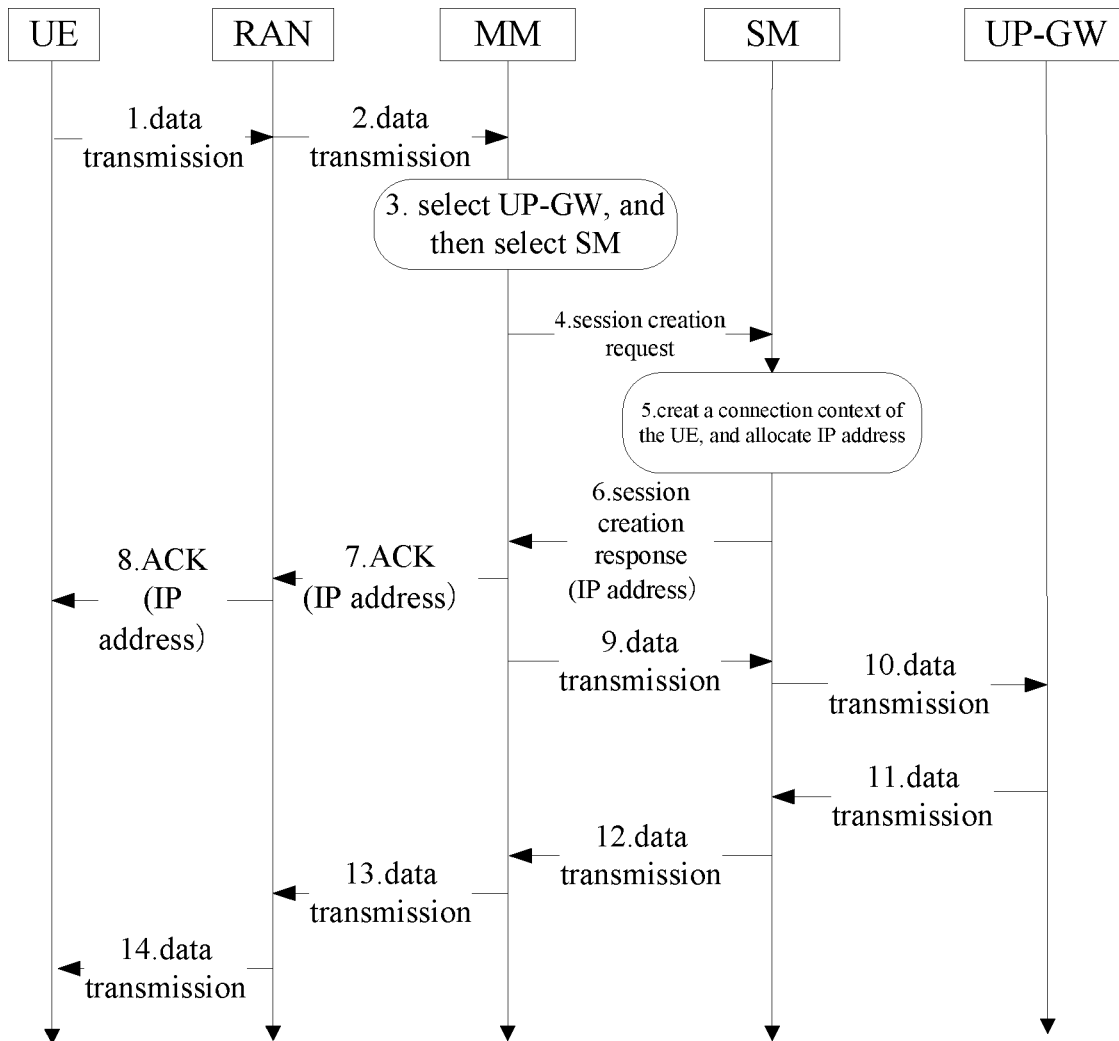 UE
RAN
MM
SM
UP-GW
1.data
transmission
2.data
transmission
3. select UP-GW, and
then select SM
4.session creation
request
5.creat a connection context of
the UE, and allocate IP address
6.session
creation
response
(IP address）
7.ACK
(IP address）
8.ACK
(IP
address）
9.data
transmission
10.data
transmission
11.data
transmission
12.data
transmission
13.data
transmission
14.data
transmission